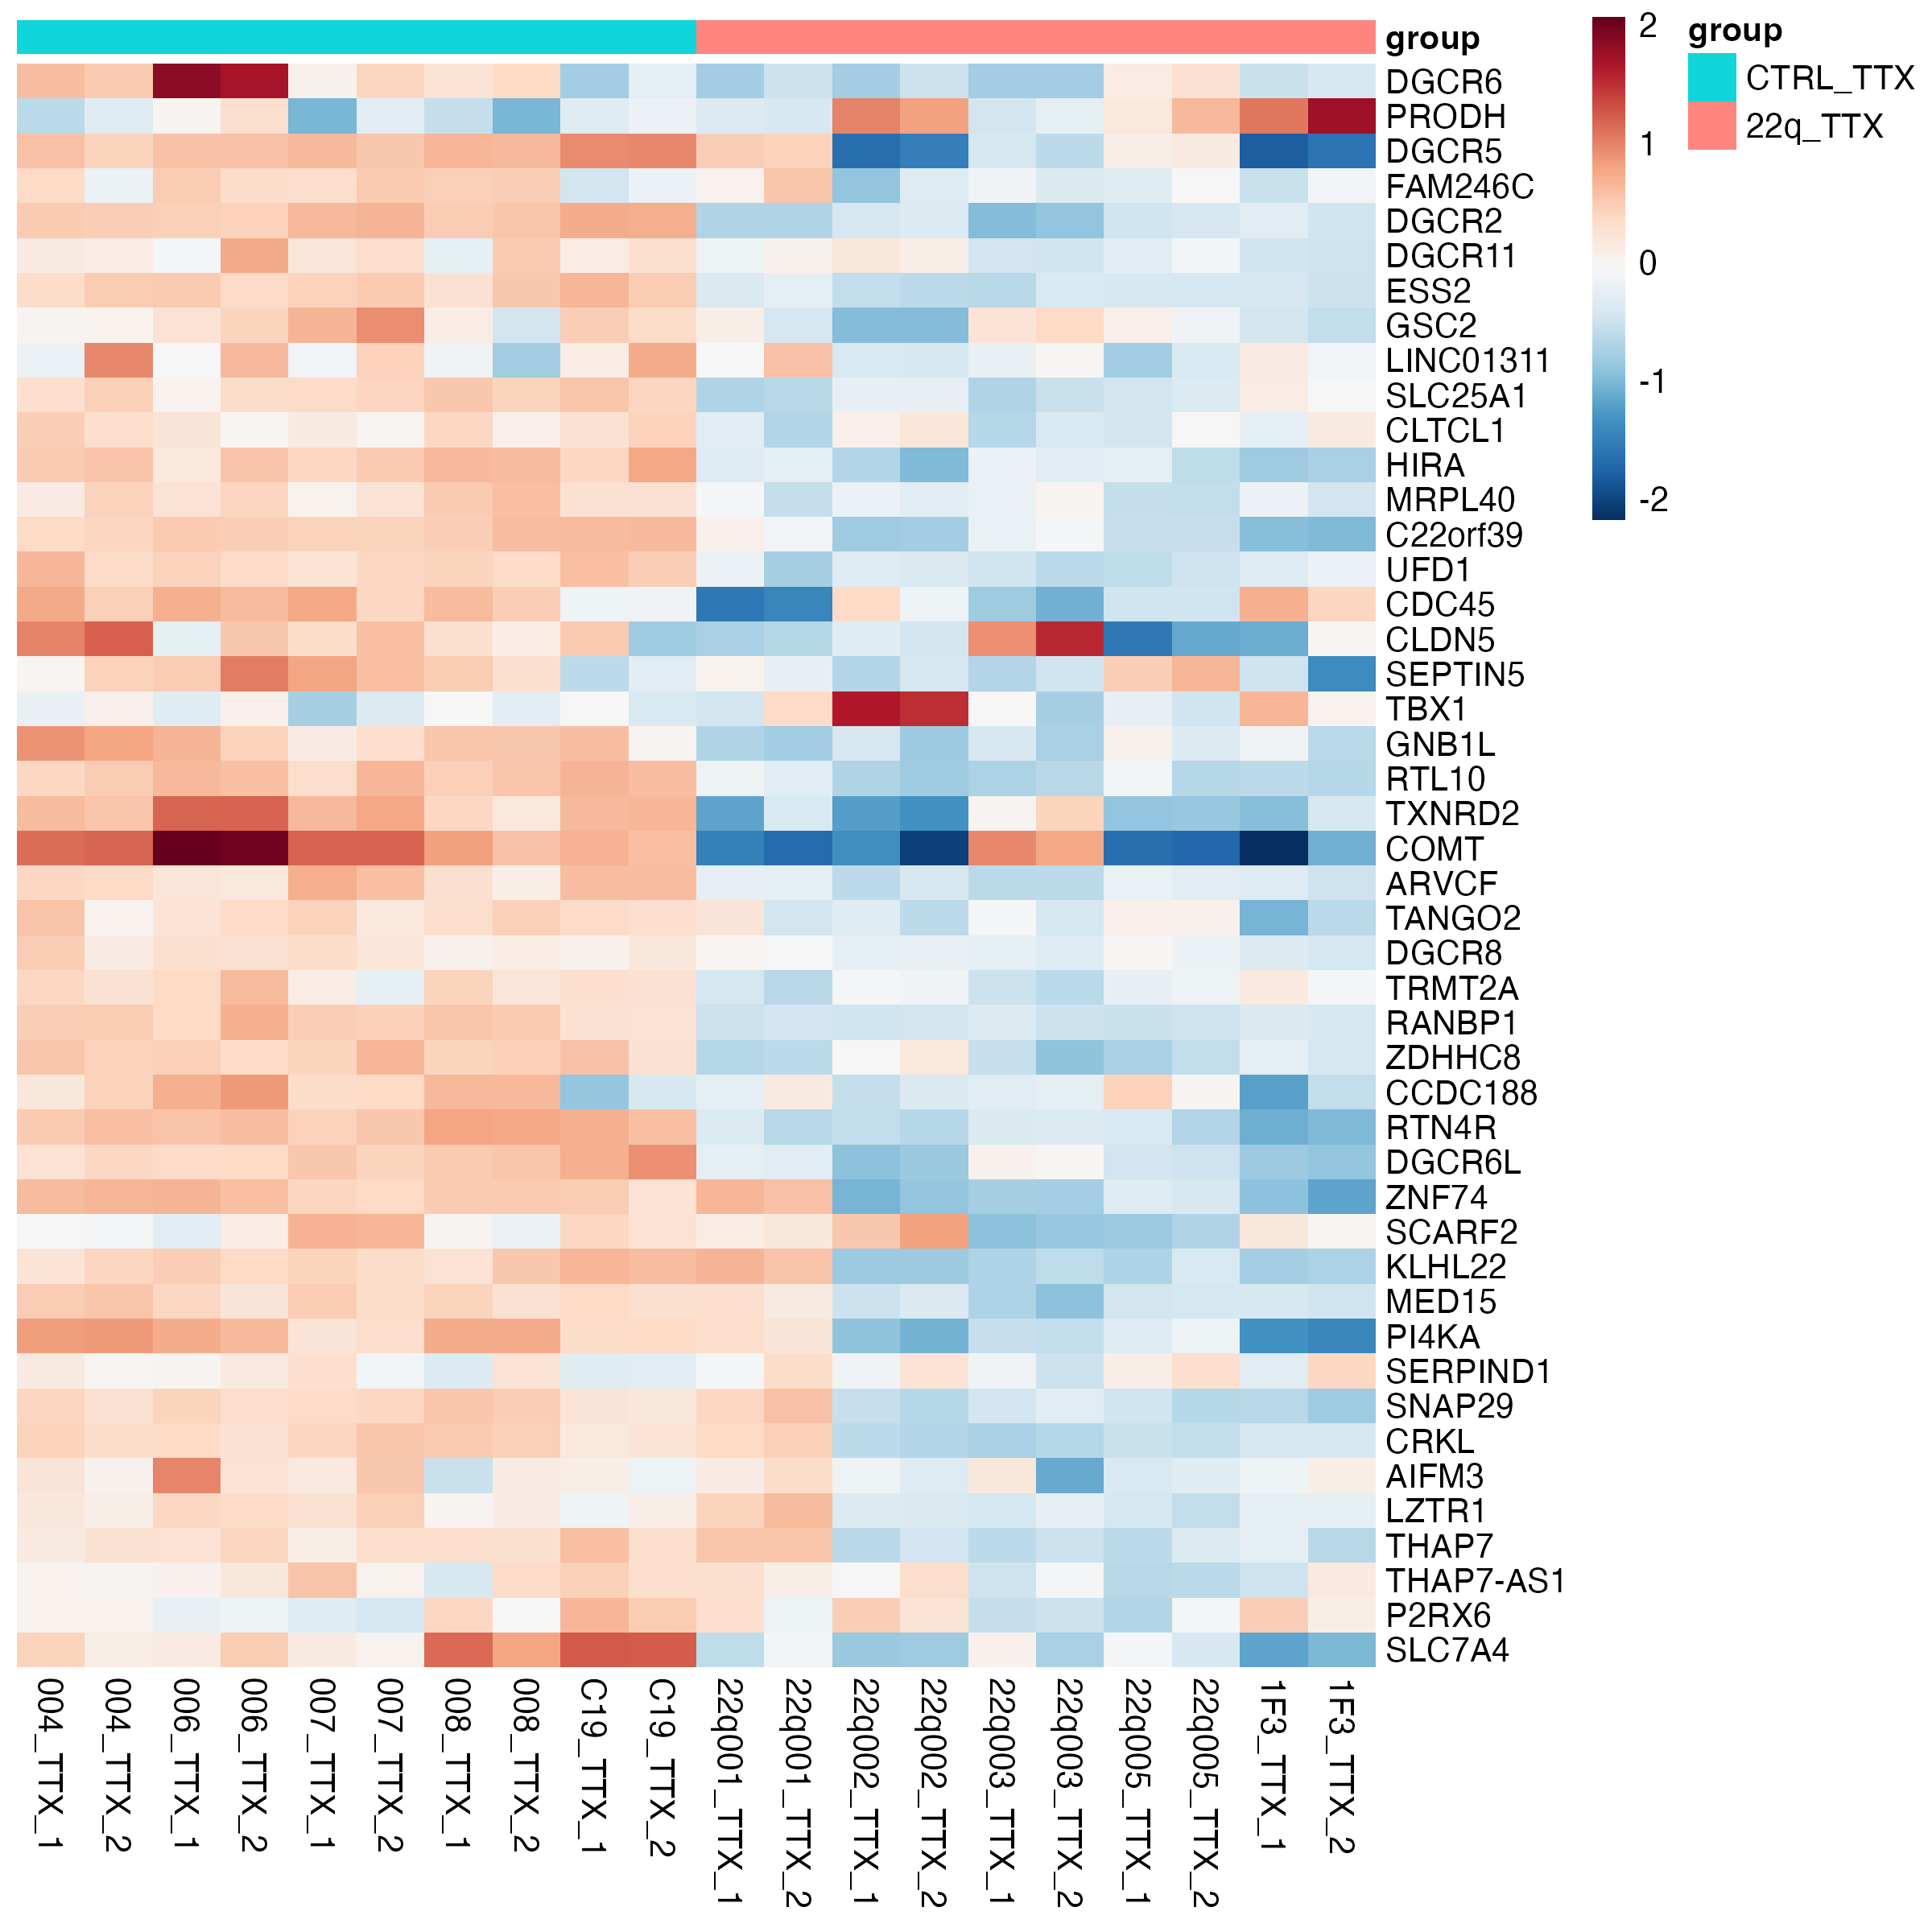 group
DGCR6
PRODH
DGCR5
FAM246C
DGCR2
DGCR11
ESS2
GSC2
LINC01311
SLC25A1
CLTCL1
HIRA
MRPL40
C22orf39
UFD1
CDC45
CLDN5
SEPTIN5
TBX1
GNB1L
RTL10
TXNRD2
COMT
ARVCF
TANGO2
DGCR8
TRMT2A
RANBP1
ZDHHC8
CCDC188
RTN4R
DGCR6L
ZNF74
SCARF2
KLHL22
MED15
PI4KA
SERPIND1
SNAP29
CRKL
AIFM3
LZTR1
THAP7
THAP7-AS1
P2RX6
SLC7A4
004_TTX_1
004_TTX_2
006_TTX_1
006_TTX_2
007_TTX_1
007_TTX_2
008_TTX_1
008_TTX_2
C19_TTX_1
C19_TTX_2
22q001_TTX_1
22q001_TTX_2
22q002_TTX_1
22q002_TTX_2
22q003_TTX_1
22q003_TTX_2
22q005_TTX_1
22q005_TTX_2
1F3_TTX_1
1F3_TTX_2
2
1
0
-1
-2
group
CTRL_TTX
22q_TTX